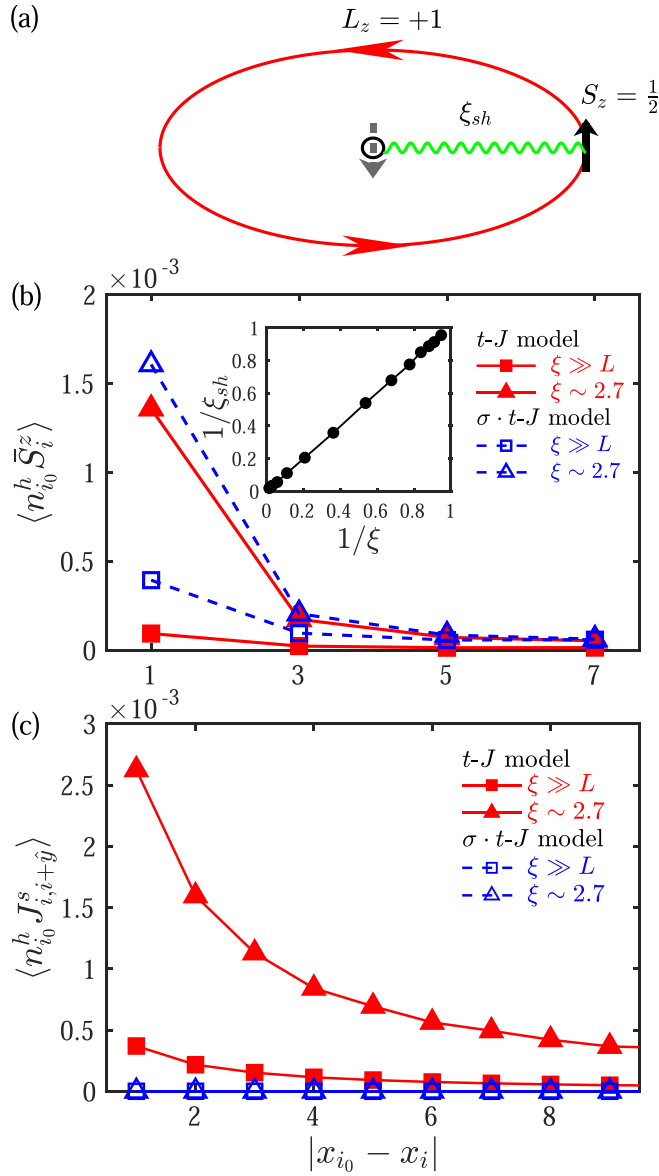 (a)
L_z = +1
S_z = 1/2
ξ_sh
(b)
×10^-3
2
1.5
1
0.5
0
1 3 5 7
⟨n^h_{i_0} S̄^z_i⟩
1
0.8
0.6
0.4
0.2
0
0 0.2 0.4 0.6 0.8 1
1/ξ_sh
1/ξ
t-J model
ξ ≫ L
ξ ∼ 2.7
σ · t-J model
ξ ≫ L
ξ ∼ 2.7
(c)
×10^-3
3
2.5
2
1.5
1
0.5
0
2 4 6 8
⟨n^h_{i_0} J^s_{i,i+ŷ}⟩
t-J model
ξ ≫ L
ξ ∼ 2.7
σ · t-J model
ξ ≫ L
ξ ∼ 2.7
|x_{i_0} − x_i|